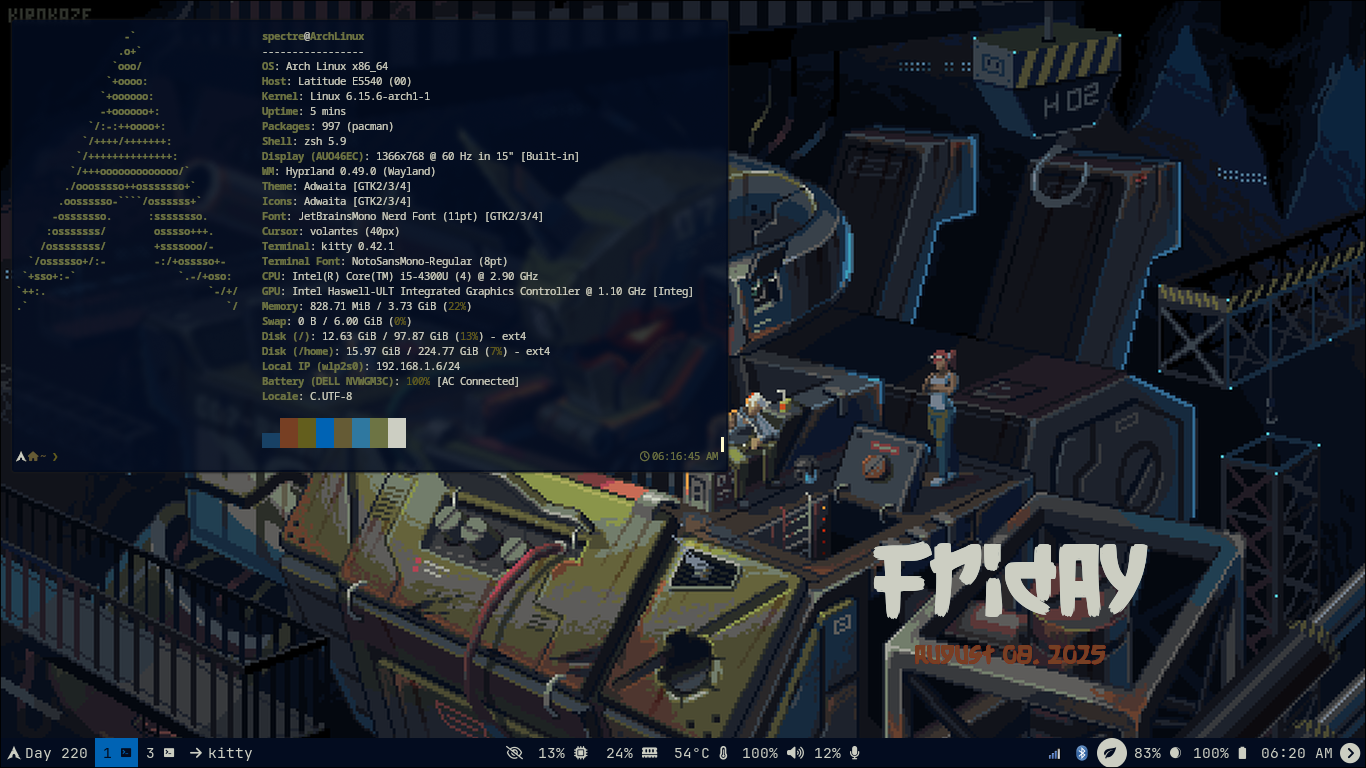 KIROKAZE
spectre@ArchLinux
-----------------
OS: Arch Linux x86_64
Host: Latitude E5540 (00)
Kernel: Linux 6.15.6-arch1-1
Uptime: 5 mins
Packages: 997 (pacman)
Shell: zsh 5.9
Display (AUO46EC): 1366x768 @ 60 Hz in 15" [Built-in]
WM: Hyprland 0.49.0 (Wayland)
Theme: Adwaita [GTK2/3/4]
Icons: Adwaita [GTK2/3/4]
Font: JetBrainsMono Nerd Font (11pt) [GTK2/3/4]
Cursor: volantes (40px)
Terminal: kitty 0.42.1
Terminal Font: NotoSansMono-Regular (8pt)
CPU: Intel(R) Core(TM) i5-4300U (4) @ 2.90 GHz
GPU: Intel Haswell-ULT Integrated Graphics Controller @ 1.10 GHz [Integ]
Memory: 828.71 MiB / 3.73 GiB (22%)
Swap: 0 B / 6.00 GiB (0%)
Disk (/): 12.63 GiB / 97.87 GiB (13%) - ext4
Disk (/home): 15.97 GiB / 224.77 GiB (7%) - ext4
Local IP (wlp2s0): 192.168.1.6/24
Battery (DELL NVWGM3C): 100% [AC Connected]
Locale: C.UTF-8
~ ❯ 06:16:45 AM
H 02
Friday
August 08, 2025
Day 220 1 3 → kitty 13% 24% 54°C 100% 12% 83% 100% 06:20 AM